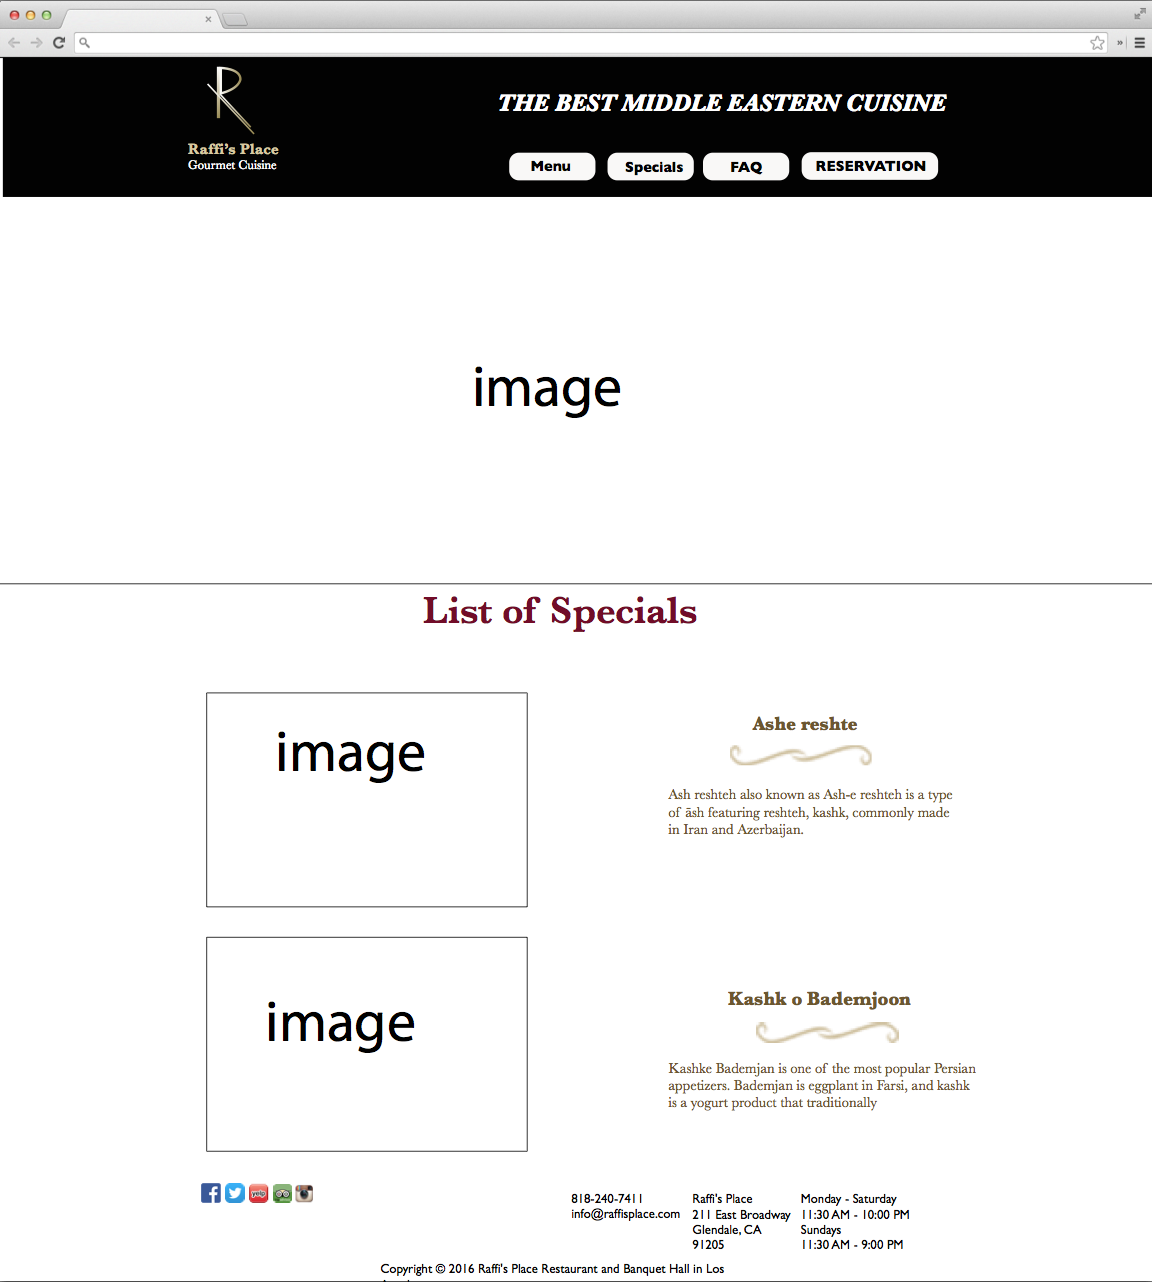 THE BEST MIDDLE EASTERN CUISINE
Raffi's Place
Gourmet Cuisine
Menu
Specials
FAQ
RESERVATION
image
List of Specials
image
Ashe reshte
Ash reshteh also known as Ash-e reshteh is a type
of āsh featuring reshteh, kashk, commonly made
in Iran and Azerbaijan.
image
Kashk o Bademjoon
Kashke Bademjan is one of the most popular Persian
appetizers. Bademjan is eggplant in Farsi, and kashk
is a yogurt product that traditionally
yelp
818-240-7411
info@raffisplace.com
Raffi's Place
211 East Broadway
Glendale, CA
91205
Monday - Saturday
11:30 AM - 10:00 PM
Sundays
11:30 AM - 9:00 PM
Copyright © 2016 Raffi's Place Restaurant and Banquet Hall in Los